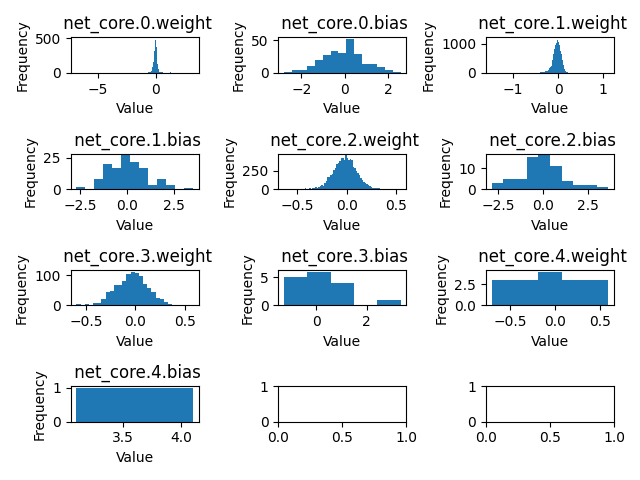 net_core.0.weight
Frequency
500
0
−5
0
Value
net_core.0.bias
Frequency
50
0
−2
0
2
Value
net_core.1.weight
Frequency
1000
0
−1
0
1
Value
net_core.1.bias
Frequency
25
0
−2.5
0.0
2.5
Value
net_core.2.weight
Frequency
250
0
−0.5
0.0
0.5
Value
net_core.2.bias
Frequency
10
0
−2.5
0.0
2.5
Value
net_core.3.weight
Frequency
100
0
−0.5
0.0
0.5
Value
net_core.3.bias
Frequency
5
0
0
2
Value
net_core.4.weight
Frequency
2.5
0.0
−0.5
0.0
0.5
Value
net_core.4.bias
Frequency
1
0
3.5
4.0
Value
1
0
0.0
0.5
1.0
1
0
0.0
0.5
1.0